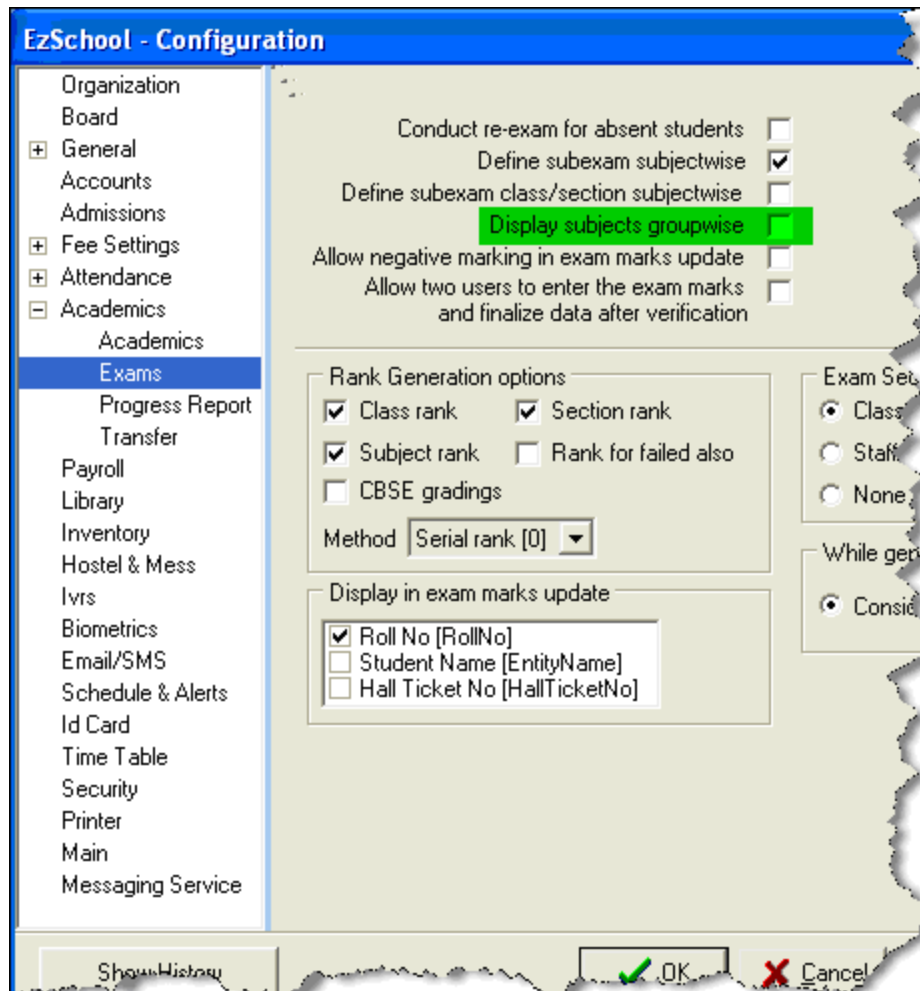 EzSchool - Configuration
Organization
Board
General
Accounts
Admissions
Fee Settings
Attendance
Academics
Academics
Exams
Progress Report
Transfer
Payroll
Library
Inventory
Hostel & Mess
Ivrs
Biometrics
Email/SMS
Schedule & Alerts
Id Card
Time Table
Security
Printer
Main
Messaging Service
Conduct re-exam for absent students
Define subexam subjectwise
Define subexam class/section subjectwise
Display subjects groupwise
Allow negative marking in exam marks update
Allow two users to enter the exam marks
and finalize data after verification
Rank Generation options
Class rank Section rank
Subject rank Rank for failed also
CBSE gradings
Method Serial rank [0]
Display in exam marks update
Roll No [RollNo]
Student Name [EntityName]
Hall Ticket No [HallTicketNo]
Exam
Class
Staff
None
While
Show History OK Cancel